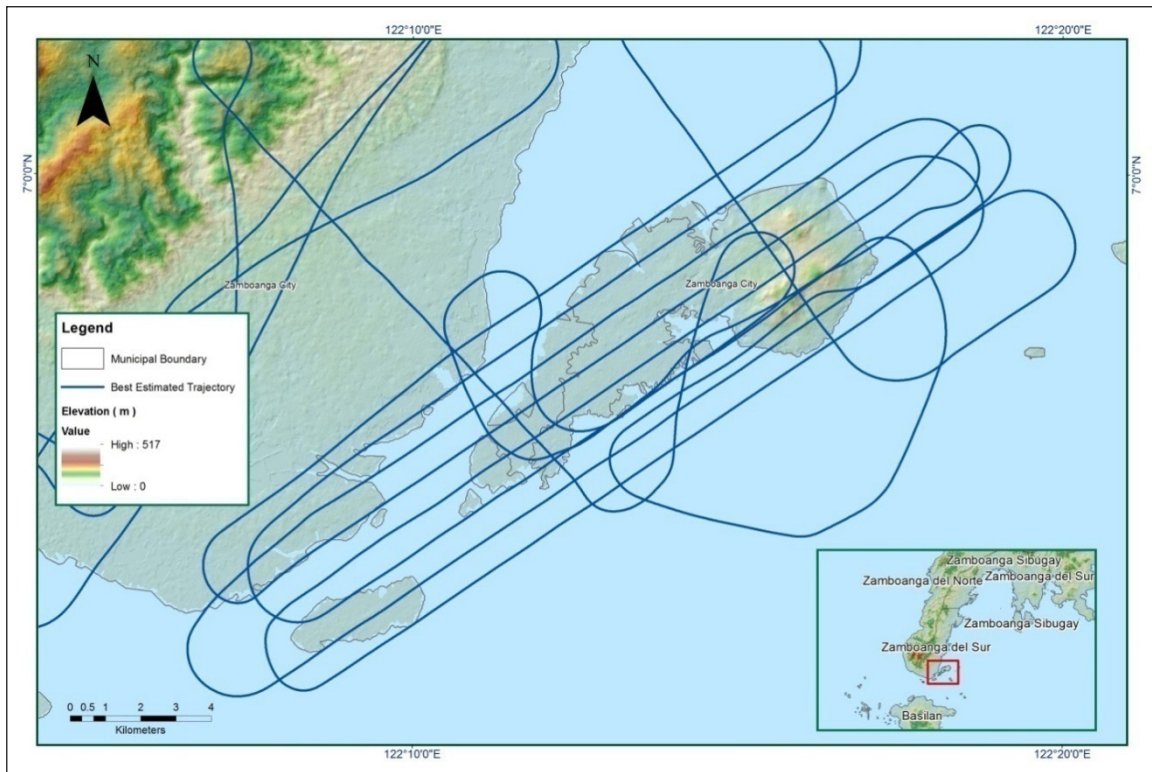 122°10'0"E
122°20'0"E
N
7°0'0"N
7°0'0"N
Zamboanga City
Zamboanga City
Legend
Municipal Boundary
Best Estimated Trajectory
Elevation ( m )
Value
High : 517
Low : 0
Zamboanga Sibugay
Zamboanga del Norte
Zamboanga del Sur
Zamboanga Sibugay
Zamboanga del Sur
Basilan
0 0.5 1 2 3 4
Kilometers
122°10'0"E
122°20'0"E